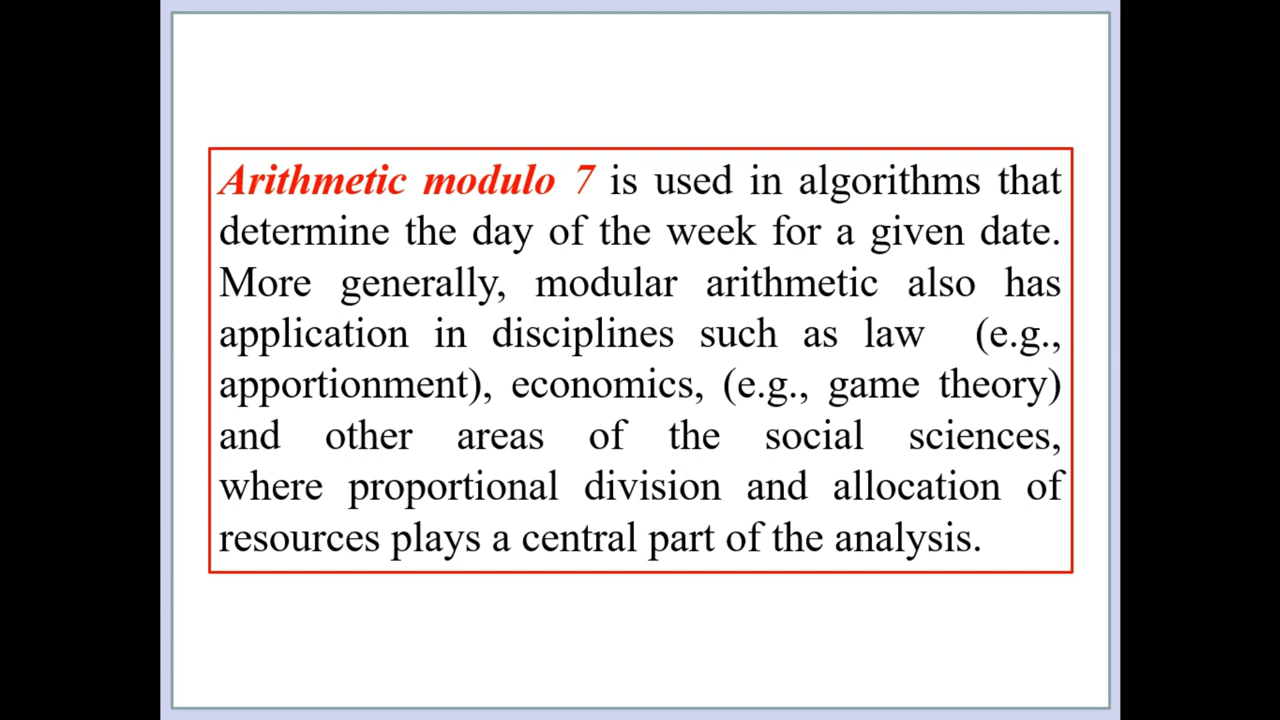 Arithmetic modulo 7 is used in algorithms that
determine the day of the week for a given date.
More generally, modular arithmetic also has
application in disciplines such as law (e.g.,
apportionment), economics, (e.g., game theory)
and other areas of the social sciences,
where proportional division and allocation of
resources plays a central part of the analysis.